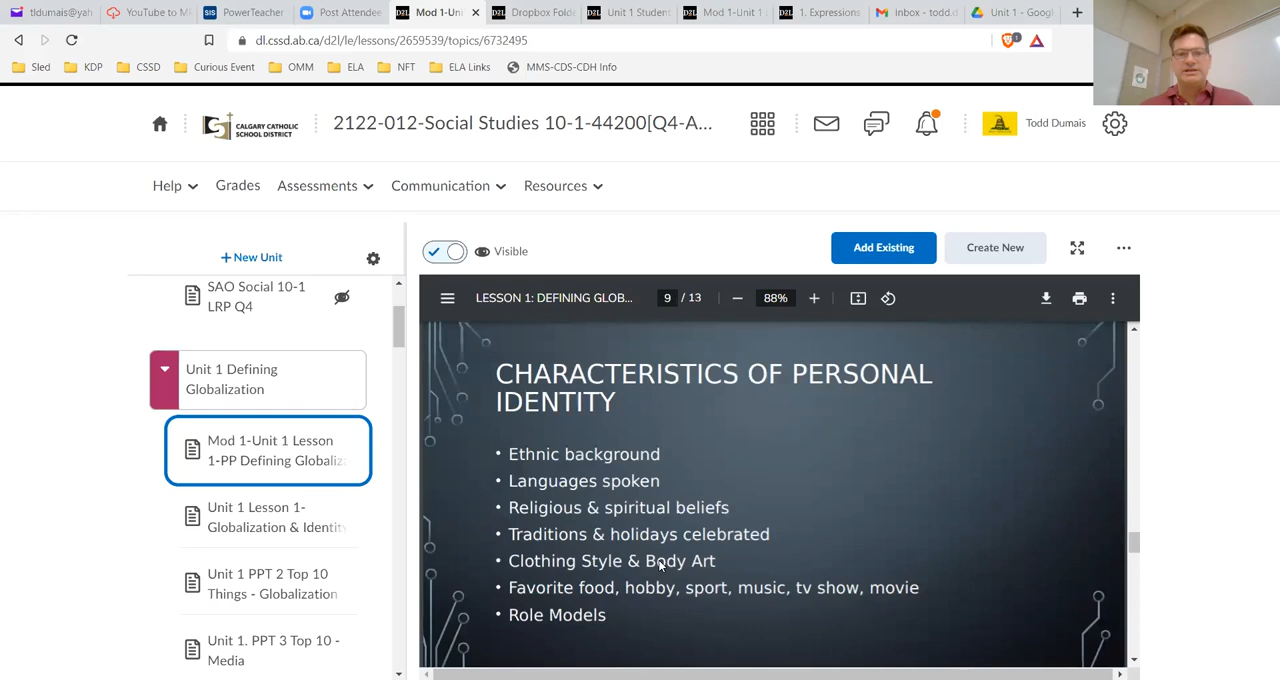 tldumais@yah
YouTube to M
PowerTeacher
Post Attendee
Mod 1-Uni
Dropbox Folde
Unit 1 Student
Mod 1-Unit 1
1. Expressions
Inbox - todd.d
Unit 1 - Googl
dl.cssd.ab.ca/d2l/le/lessons/2659539/topics/6732495
Sled KDP CSSD Curious Event OMM ELA NFT ELA Links MMS-CDS-CDH Info
CALGARY CATHOLIC
SCHOOL DISTRICT
2122-012-Social Studies 10-1-44200[Q4-A...
Todd Dumais
Help Grades Assessments Communication Resources
+ New Unit
SAO Social 10-1
LRP Q4
Unit 1 Defining
Globalization
Mod 1-Unit 1 Lesson
1-PP Defining Globaliza
Unit 1 Lesson 1-
Globalization & Identity
Unit 1 PPT 2 Top 10
Things - Globalization
Unit 1. PPT 3 Top 10 -
Media
Visible
Add Existing
Create New
LESSON 1: DEFINING GLOB... 9 / 13 88%
CHARACTERISTICS OF PERSONAL
IDENTITY
• Ethnic background
• Languages spoken
• Religious & spiritual beliefs
• Traditions & holidays celebrated
• Clothing Style & Body Art
• Favorite food, hobby, sport, music, tv show, movie
• Role Models